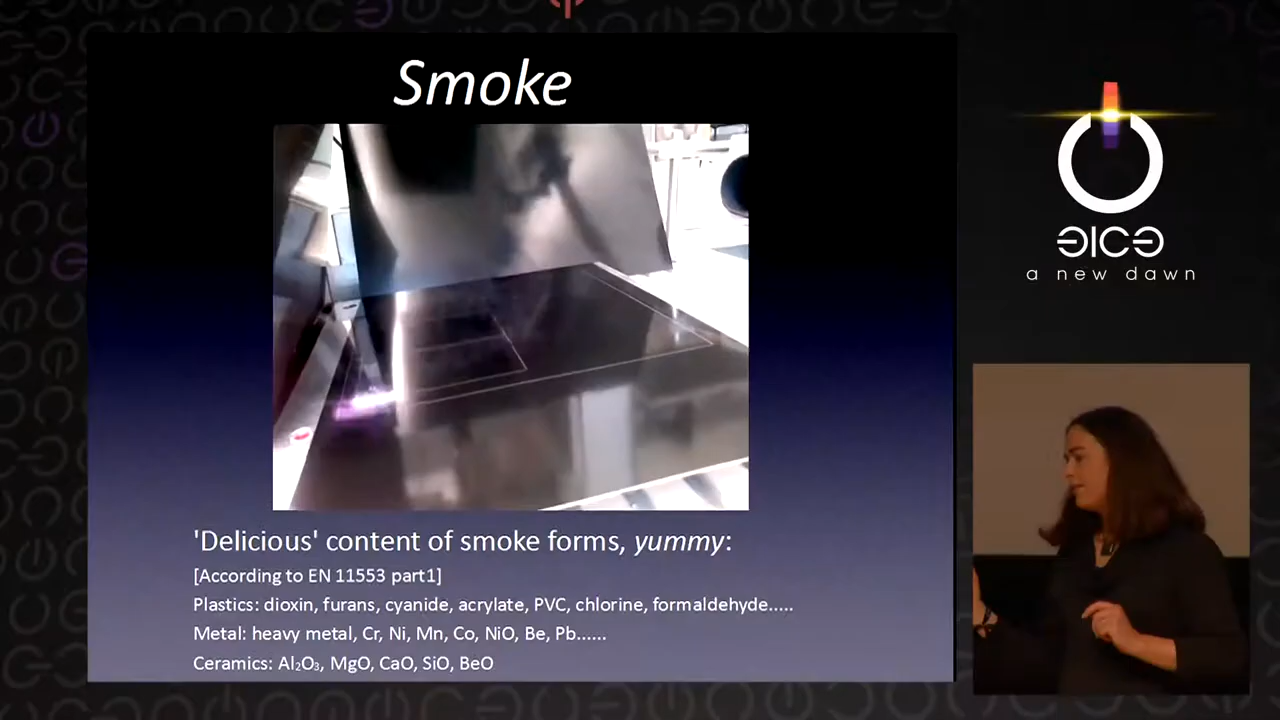 Smoke
'Delicious' content of smoke forms, yummy:
[According to EN 11553 part1]
Plastics: dioxin, furans, cyanide, acrylate, PVC, chlorine, formaldehyde.....
Metal: heavy metal, Cr, Ni, Mn, Co, NiO, Be, Pb......
Ceramics: Al₂O₃, MgO, CaO, SiO, BeO
a new dawn